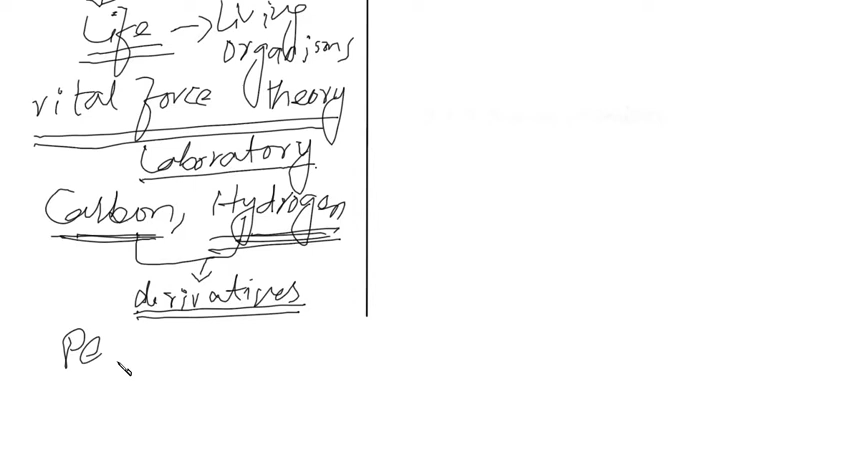 Life → Living
organisms
vital force theory
Laboratory
Carbon, Hydrogen
derivatives
Pe